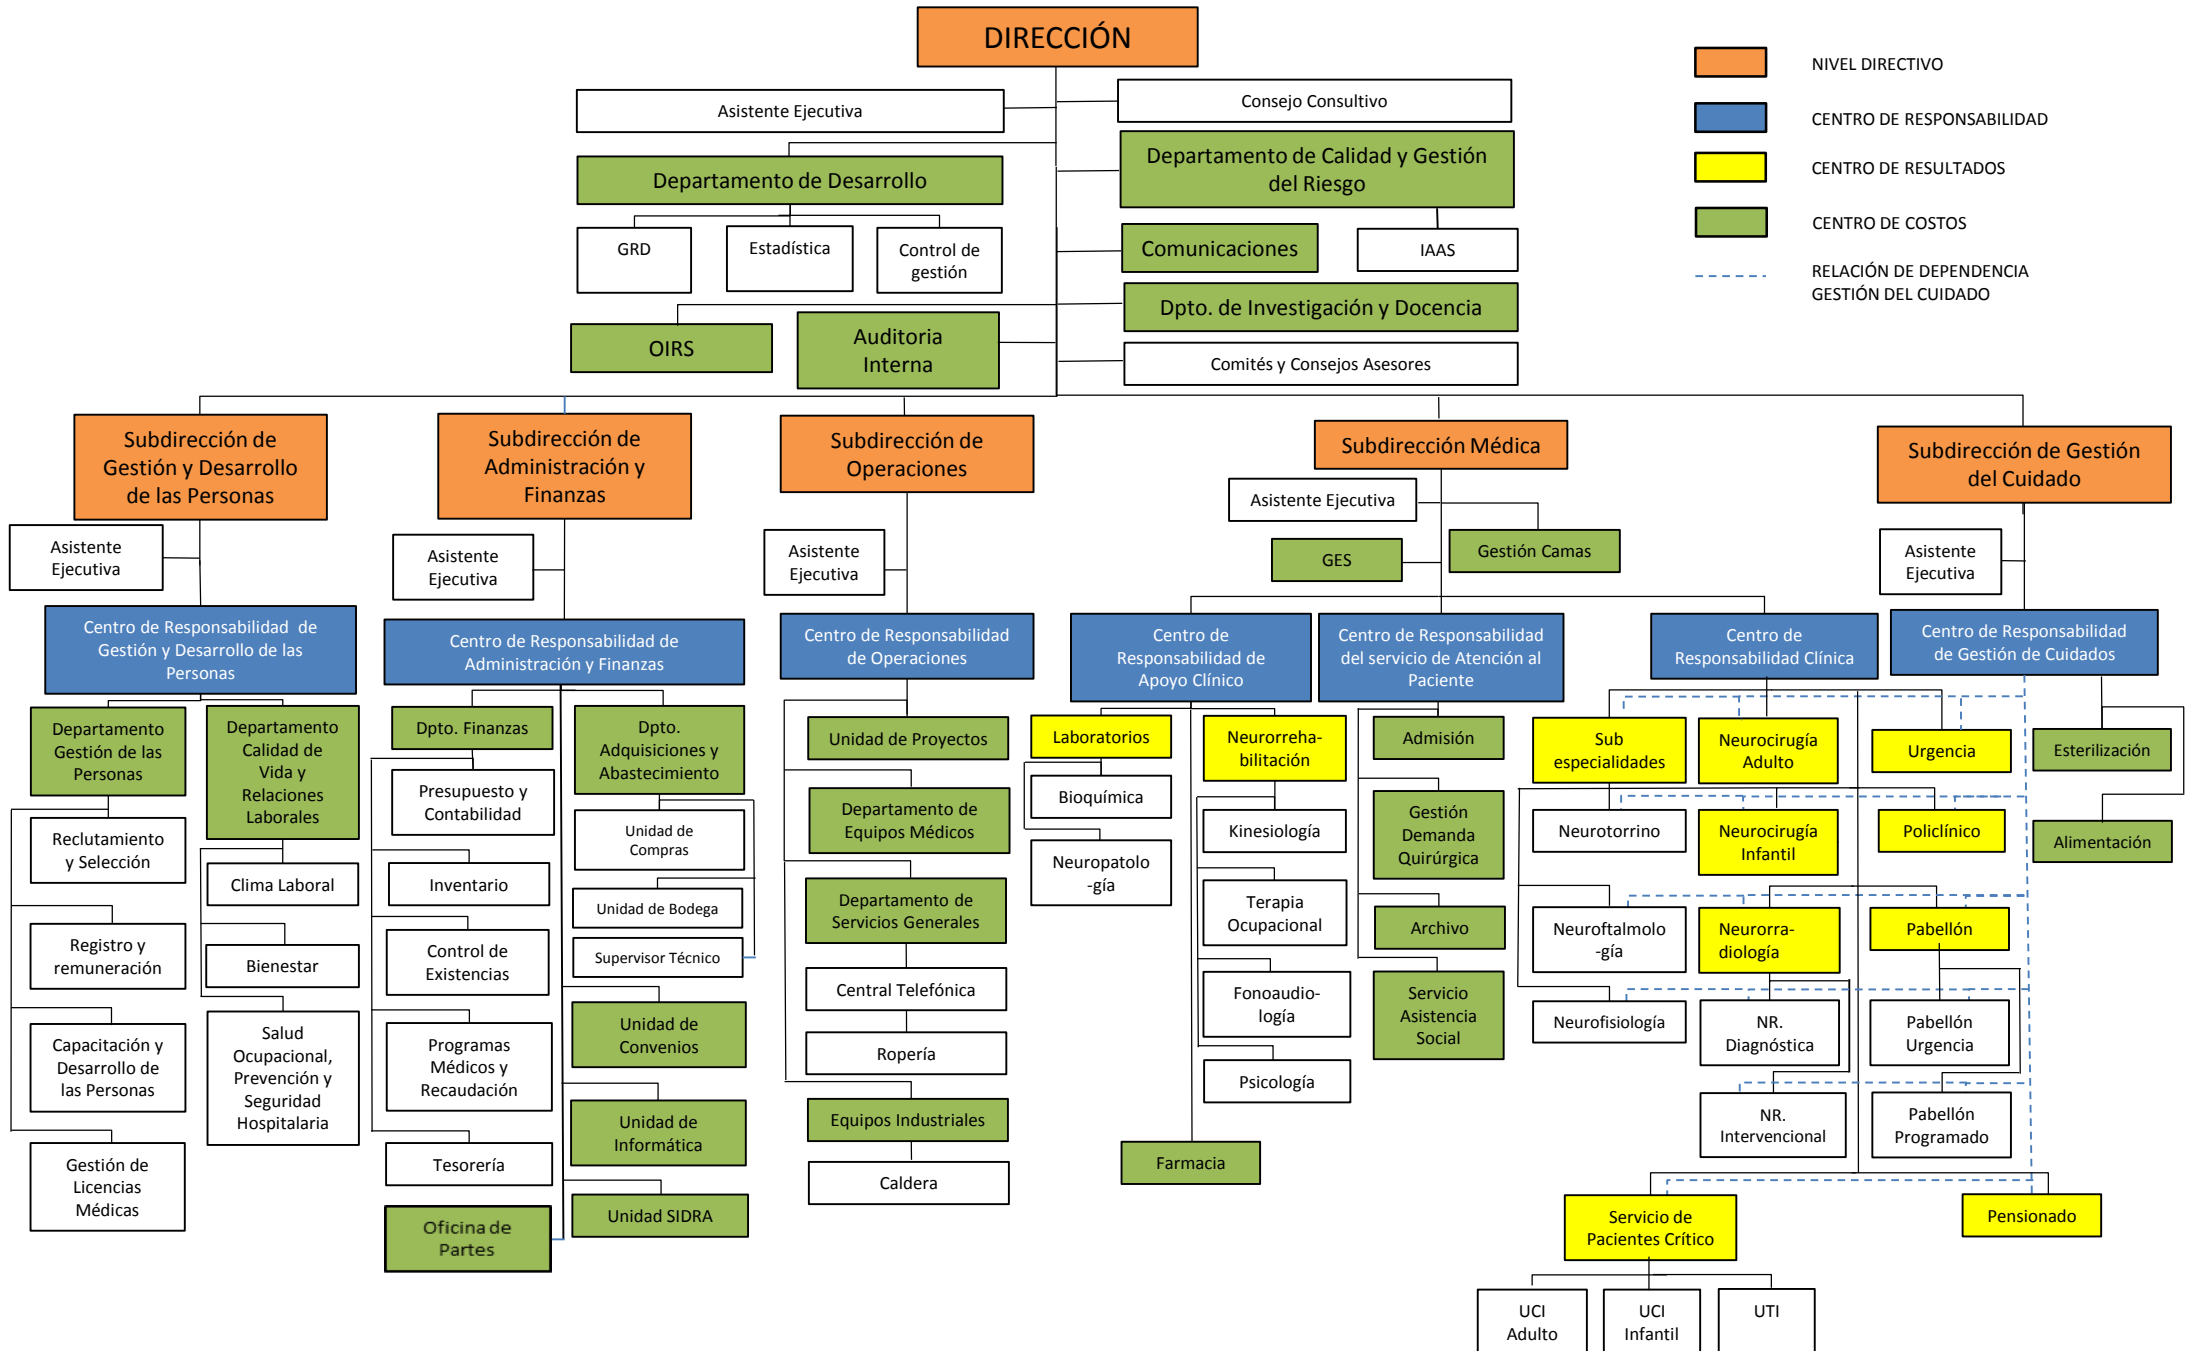 DIRECCIÓN
NIVEL DIRECTIVO
Asistente Ejecutiva
Consejo Consultivo
CENTRO DE RESPONSABILIDAD
Departamento de Desarrollo
Departamento de Calidad y Gestión
del Riesgo
CENTRO DE RESULTADOS
CENTRO DE COSTOS
GRD
Estadística
Control de
gestión
Comunicaciones
IAAS
RELACIÓN DE DEPENDENCIA
GESTIÓN DEL CUIDADO
OIRS
Auditoria
Interna
Dpto. de Investigación y Docencia
Comités y Consejos Asesores
Subdirección de
Gestión y Desarrollo
de las Personas
Subdirección de
Administración y
Finanzas
Subdirección de
Operaciones
Subdirección Médica
Subdirección de Gestión
del Cuidado
Asistente
Ejecutiva
Asistente
Ejecutiva
Asistente
Ejecutiva
Asistente Ejecutiva
GES
Gestión Camas
Asistente
Ejecutiva
Centro de Responsabilidad de
Gestión y Desarrollo de las
Personas
Centro de Responsabilidad de
Administración y Finanzas
Centro de Responsabilidad
de Operaciones
Centro de
Responsabilidad de
Apoyo Clínico
Centro de Responsabilidad
del servicio de Atención al
Paciente
Centro de
Responsabilidad Clínica
Centro de Responsabilidad
de Gestión de Cuidados
Departamento
Gestión de las
Personas
Reclutamiento
y Selección
Registro y
remuneración
Capacitación y
Desarrollo de
las Personas
Gestión de
Licencias
Médicas
Departamento
Calidad de
Vida y
Relaciones
Laborales
Clima Laboral
Bienestar
Salud
Ocupacional,
Prevención y
Seguridad
Hospitalaria
Dpto. Finanzas
Presupuesto y
Contabilidad
Inventario
Control de
Existencias
Programas
Médicos y
Recaudación
Tesorería
Oficina de
Partes
Dpto.
Adquisiciones y
Abastecimiento
Unidad de
Compras
Unidad de Bodega
Supervisor Técnico
Unidad de
Convenios
Unidad de
Informática
Unidad SIDRA
Unidad de Proyectos
Departamento de
Equipos Médicos
Departamento de
Servicios Generales
Central Telefónica
Ropería
Equipos Industriales
Caldera
Laboratorios
Bioquímica
Neuropatolo
-gía
Neurorreha-
bilitación
Kinesiología
Terapia
Ocupacional
Fonoaudio-
logía
Psicología
Farmacia
Admisión
Gestión
Demanda
Quirúrgica
Archivo
Servicio
Asistencia
Social
Sub
especialidades
Neurotorrino
Neuroftalmolo
-gía
Neurofisiología
Neurocirugía
Adulto
Neurocirugía
Infantil
Neurorra-
diología
NR.
Diagnóstica
NR.
Intervencional
Urgencia
Policlínico
Pabellón
Pabellón
Urgencia
Pabellón
Programado
Esterilización
Alimentación
Servicio de
Pacientes Crítico
Pensionado
UCI
Adulto
UCI
Infantil
UTI